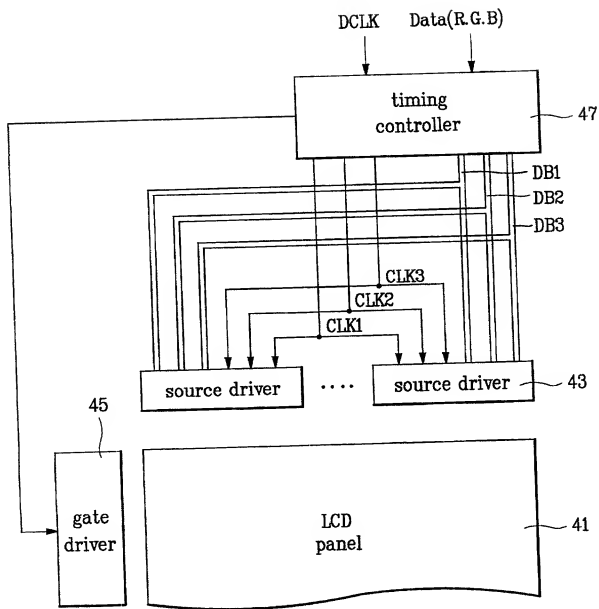 DCLK Data(R.G.B)
timing
controller
47
DB1
DB2
DB3
CLK3
CLK2
CLK1
source driver
....
source driver
43
45
gate
driver
LCD
panel
41